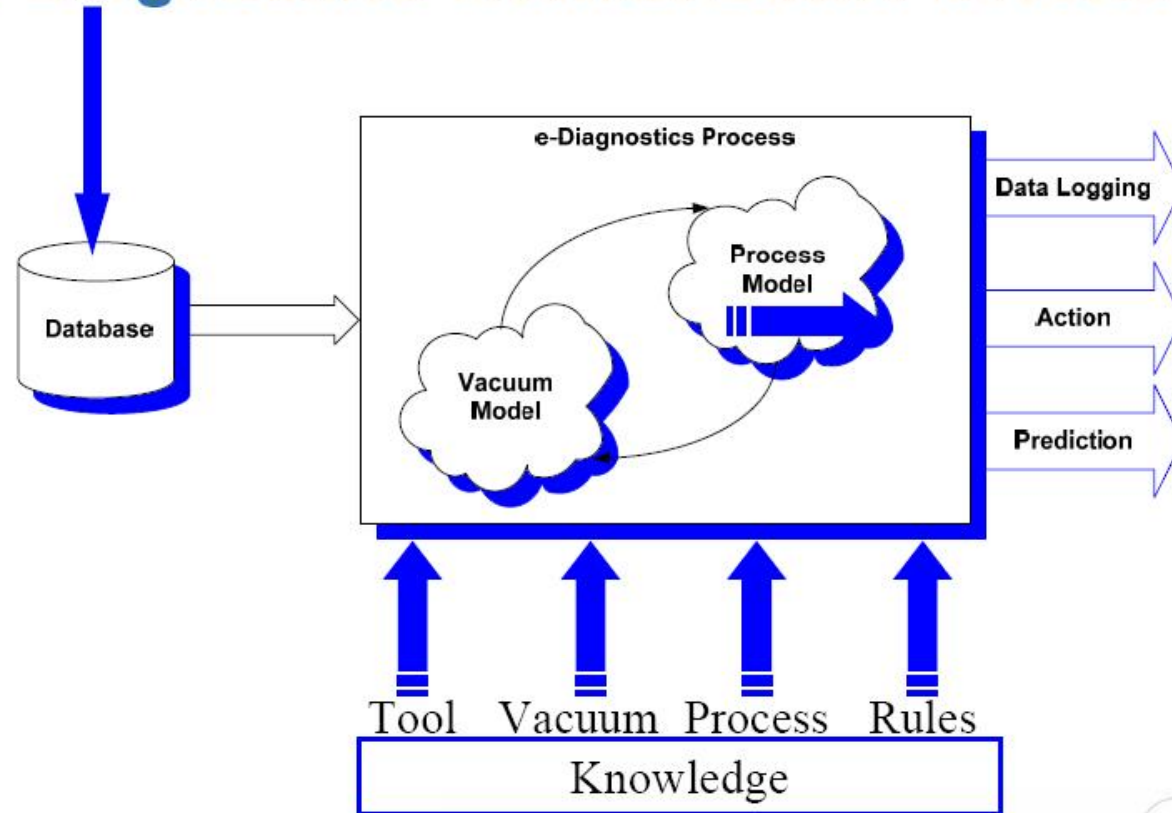 e-Diagnostics Process
Data Logging
Process
Model
Database
Action
Vacuum
Model
Prediction
Tool Vacuum Process Rules
Knowledge